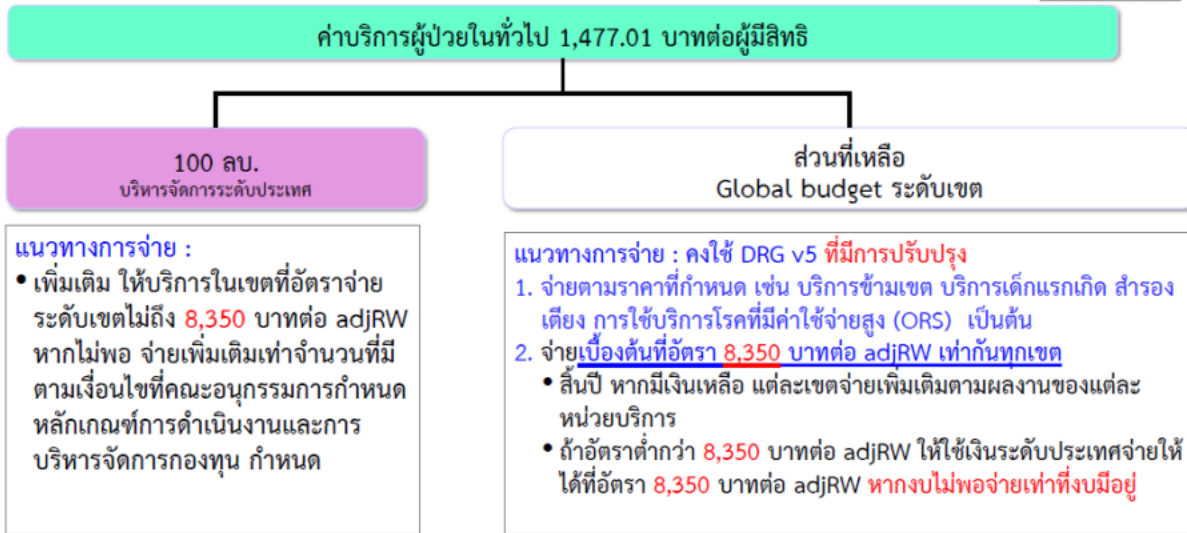 ค่าบริการผู้ป่วยในทั่วไป 1,477.01 บาทต่อผู้มีสิทธิ
100 ลบ.
บริหารจัดการระดับประเทศ
ส่วนที่เหลือ
Global budget ระดับเขต
แนวทางการจ่าย :
• เพิ่มเติม ให้บริการในเขตที่อัตราจ่าย
ระดับเขตไม่ถึง 8,350 บาทต่อ adjRW
หากไม่พอ จ่ายเพิ่มเติมเท่าจำนวนที่มี
ตามเงื่อนไขที่คณะอนุกรรมการกำหนด
หลักเกณฑ์การดำเนินงานและการ
บริหารจัดการกองทุน กำหนด
แนวทางการจ่าย : คงใช้ DRG v5 ที่มีการปรับปรุง
1. จ่ายตามราคาที่กำหนด เช่น บริการข้ามเขต บริการเด็กแรกเกิด สำรอง
เตียง การใช้บริการโรคที่มีค่าใช้จ่ายสูง (ORS) เป็นต้น
2. จ่ายเบื้องต้นที่อัตรา 8,350 บาทต่อ adjRW เท่ากันทุกเขต
• สิ้นปี หากมีเงินเหลือ แต่ละเขตจ่ายเพิ่มเติมตามผลงานของแต่ละ
หน่วยบริการ
• ถ้าอัตราต่ำกว่า 8,350 บาทต่อ adjRW ให้ใช้เงินระดับประเทศจ่ายให้
ได้ที่อัตรา 8,350 บาทต่อ adjRW หากงบไม่พอจ่ายเท่าที่งบมีอยู่